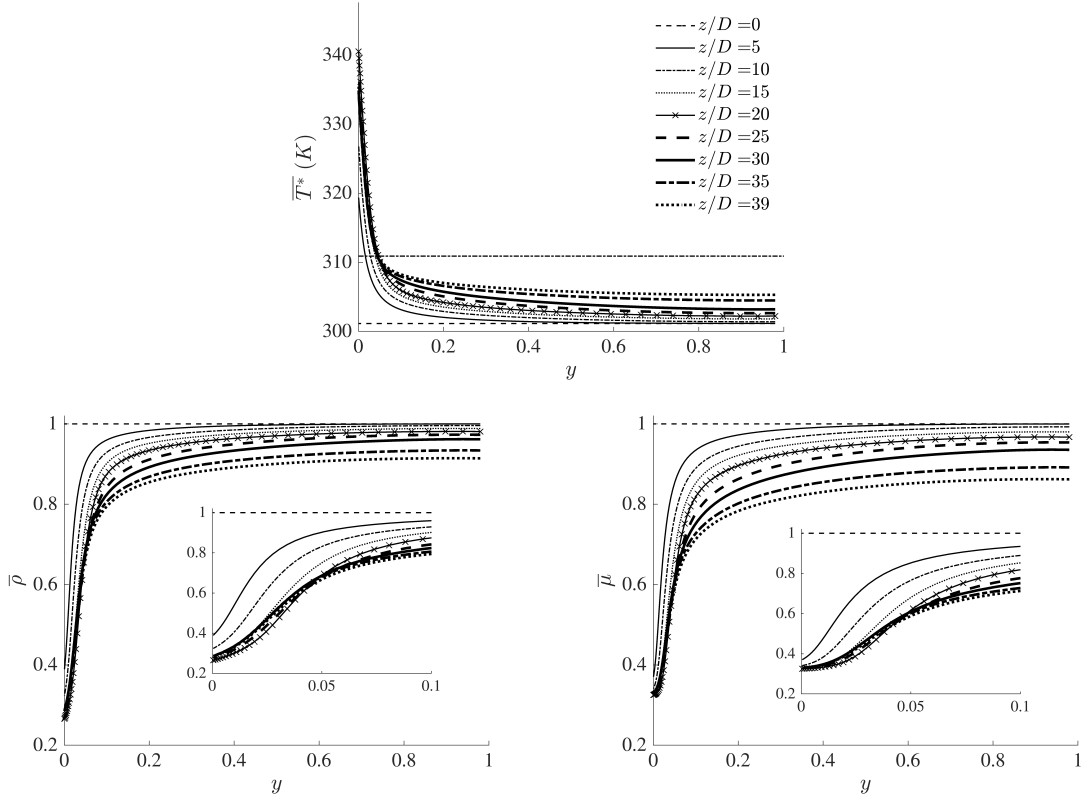 z/D =0
z/D =5
z/D =10
z/D =15
z/D =20
z/D =25
z/D =30
z/D =35
z/D =39
T̅* (K)
340
330
320
310
300
0 0.2 0.4 0.6 0.8 1
y
ρ̅
1
0.8
0.6
0.4
0.2
0 0.2 0.4 0.6 0.8 1
y
1
0.8
0.6
0.4
0.2
0 0.05 0.1
μ̅
1
0.8
0.6
0.4
0.2
0 0.2 0.4 0.6 0.8 1
y
1
0.8
0.6
0.4
0.2
0 0.05 0.1